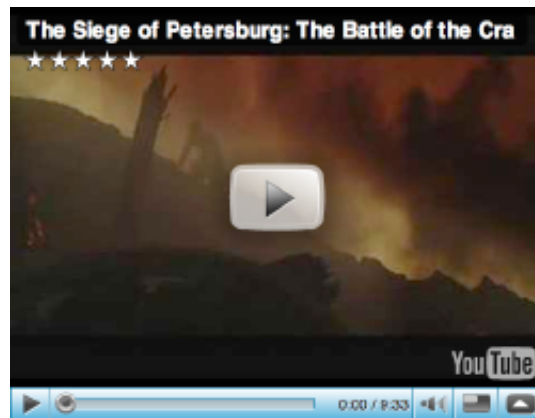 The Siege of Petersburg: The Battle of the Cra
YouTube
0:00 / 9:33